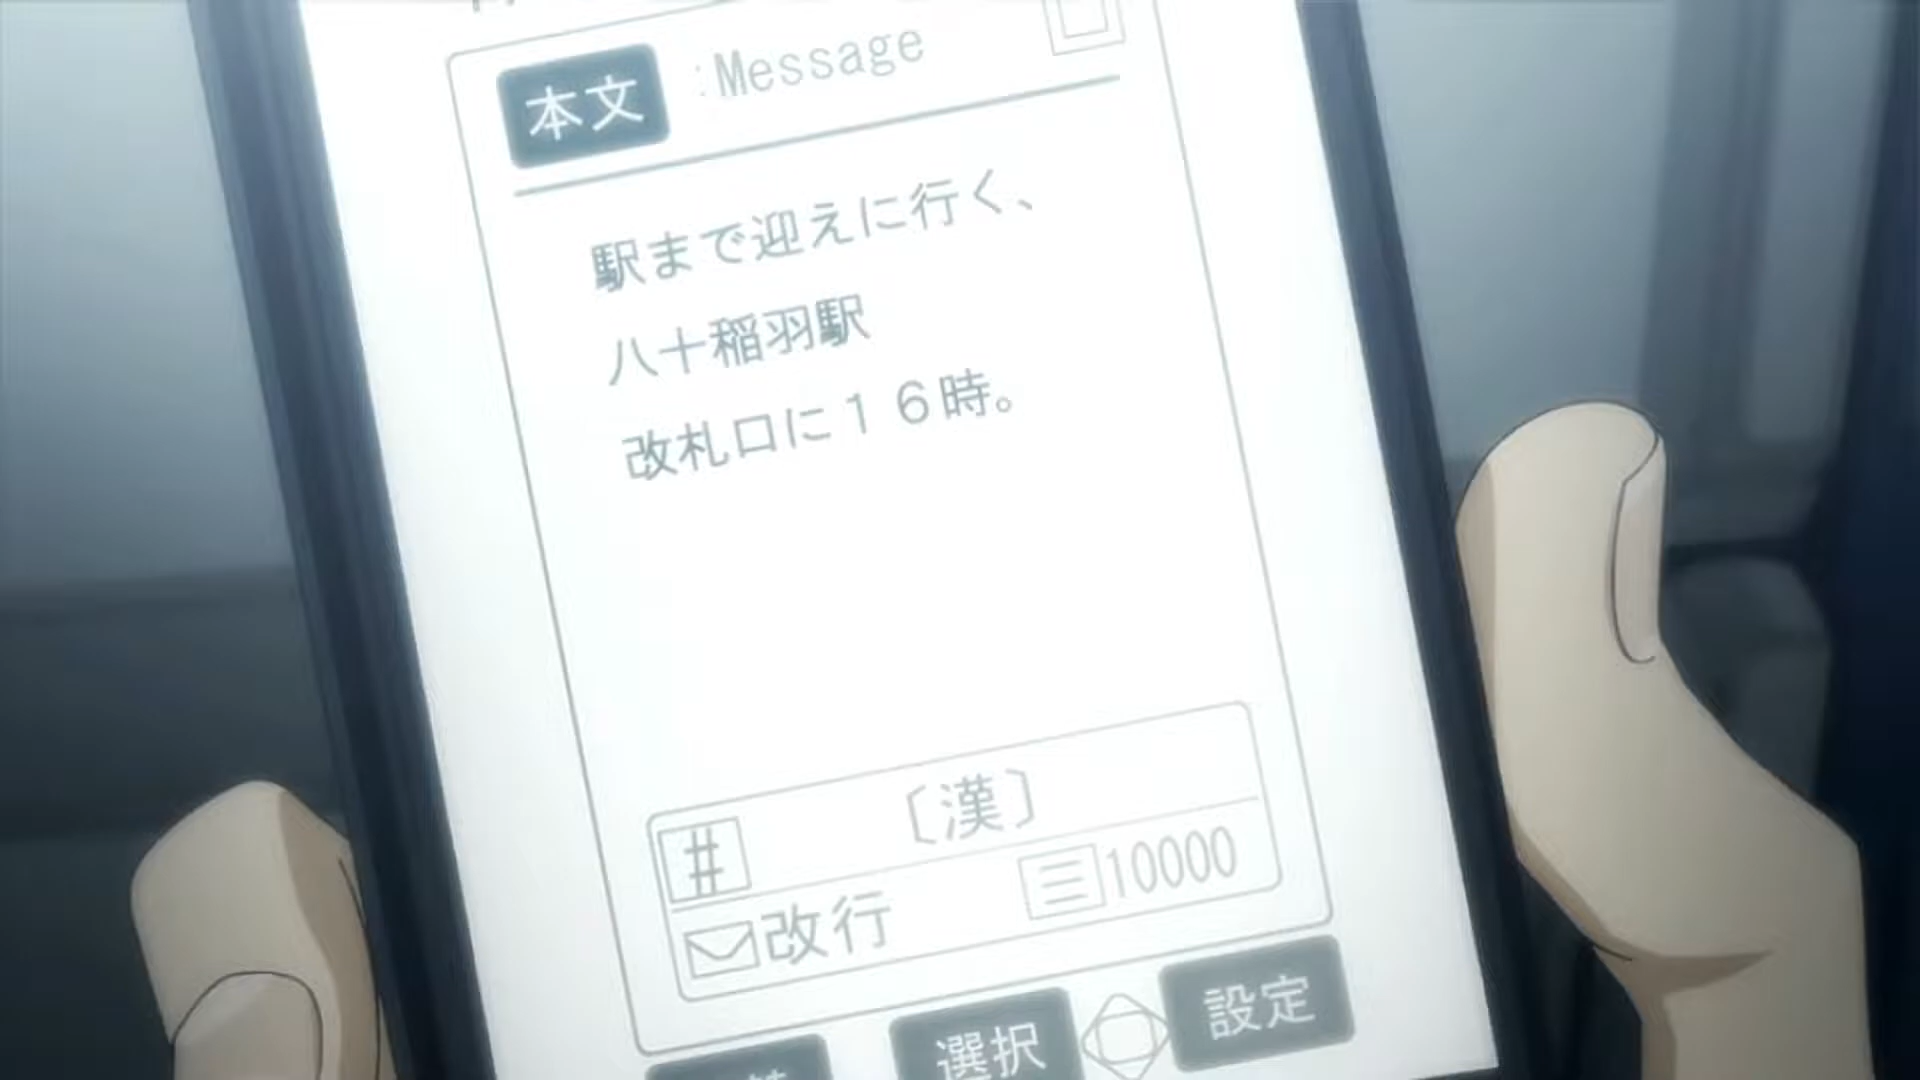 本文 :Message
駅まで迎えに行く、
八十稲羽駅
改札口に16時。
〔漢〕
#
改行 10000
選択 設定